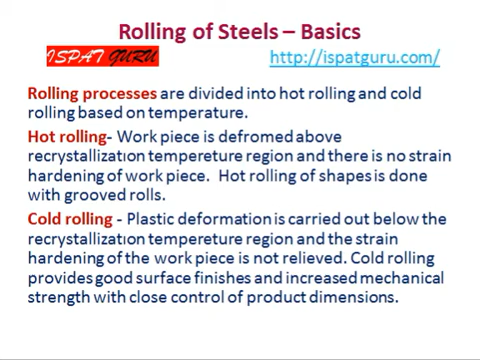 Rolling of Steels – Basics
ISPAT GURU
http://ispatguru.com/
Rolling processes are divided into hot rolling and cold
rolling based on temperature.
Hot rolling- Work piece is defromed above
recrystallization tempereture region and there is no strain
hardening of work piece. Hot rolling of shapes is done
with grooved rolls.
Cold rolling - Plastic deformation is carried out below the
recrystallization tempereture region and the strain
hardening of the work piece is not relieved. Cold rolling
provides good surface finishes and increased mechanical
strength with close control of product dimensions.